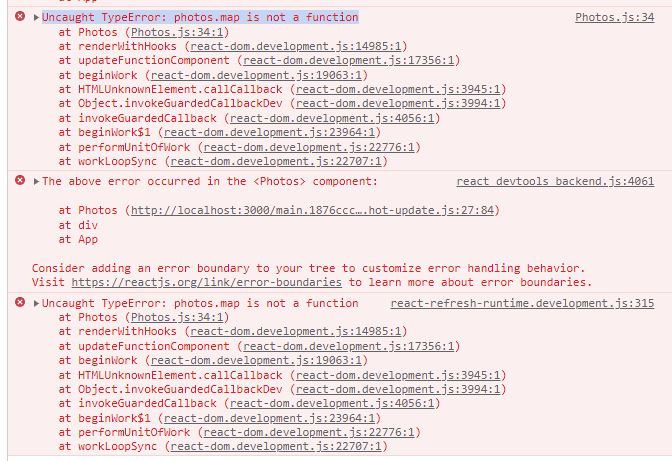 at App
Uncaught TypeError: photos.map is not a function Photos.js:34
at Photos (Photos.js:34:1)
at renderWithHooks (react-dom.development.js:14985:1)
at updateFunctionComponent (react-dom.development.js:17356:1)
at beginWork (react-dom.development.js:19063:1)
at HTMLUnknownElement.callCallback (react-dom.development.js:3945:1)
at Object.invokeGuardedCallbackDev (react-dom.development.js:3994:1)
at invokeGuardedCallback (react-dom.development.js:4056:1)
at beginWork$1 (react-dom.development.js:23964:1)
at performUnitOfWork (react-dom.development.js:22776:1)
at workLoopSync (react-dom.development.js:22707:1)
The above error occurred in the <Photos> component: react devtools backend.js:4061
at Photos (http://localhost:3000/main.1876ccc….hot-update.js:27:84)
at div
at App
Consider adding an error boundary to your tree to customize error handling behavior.
Visit https://reactjs.org/link/error-boundaries to learn more about error boundaries.
Uncaught TypeError: photos.map is not a function react-refresh-runtime.development.js:315
at Photos (Photos.js:34:1)
at renderWithHooks (react-dom.development.js:14985:1)
at updateFunctionComponent (react-dom.development.js:17356:1)
at beginWork (react-dom.development.js:19063:1)
at HTMLUnknownElement.callCallback (react-dom.development.js:3945:1)
at Object.invokeGuardedCallbackDev (react-dom.development.js:3994:1)
at invokeGuardedCallback (react-dom.development.js:4056:1)
at beginWork$1 (react-dom.development.js:23964:1)
at performUnitOfWork (react-dom.development.js:22776:1)
at workLoopSync (react-dom.development.js:22707:1)